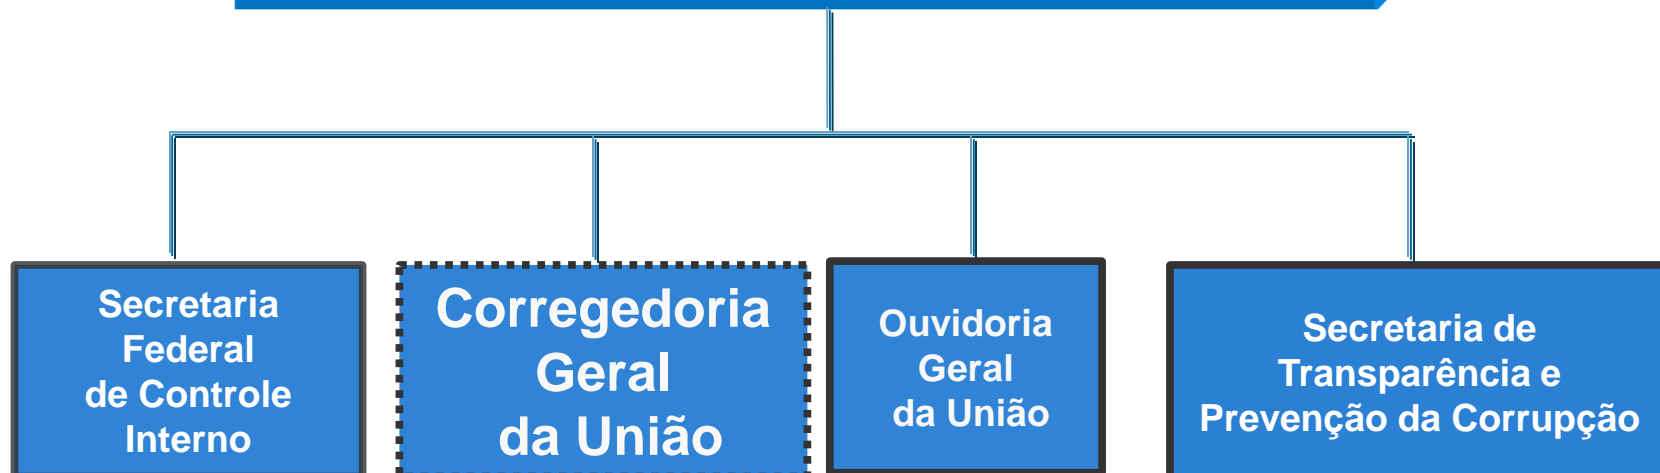 Secretaria
Federal
de Controle
Interno
Corregedoria
Geral
da União
Ouvidoria
Geral
da União
Secretaria de
Transparência e
Prevenção da Corrupção